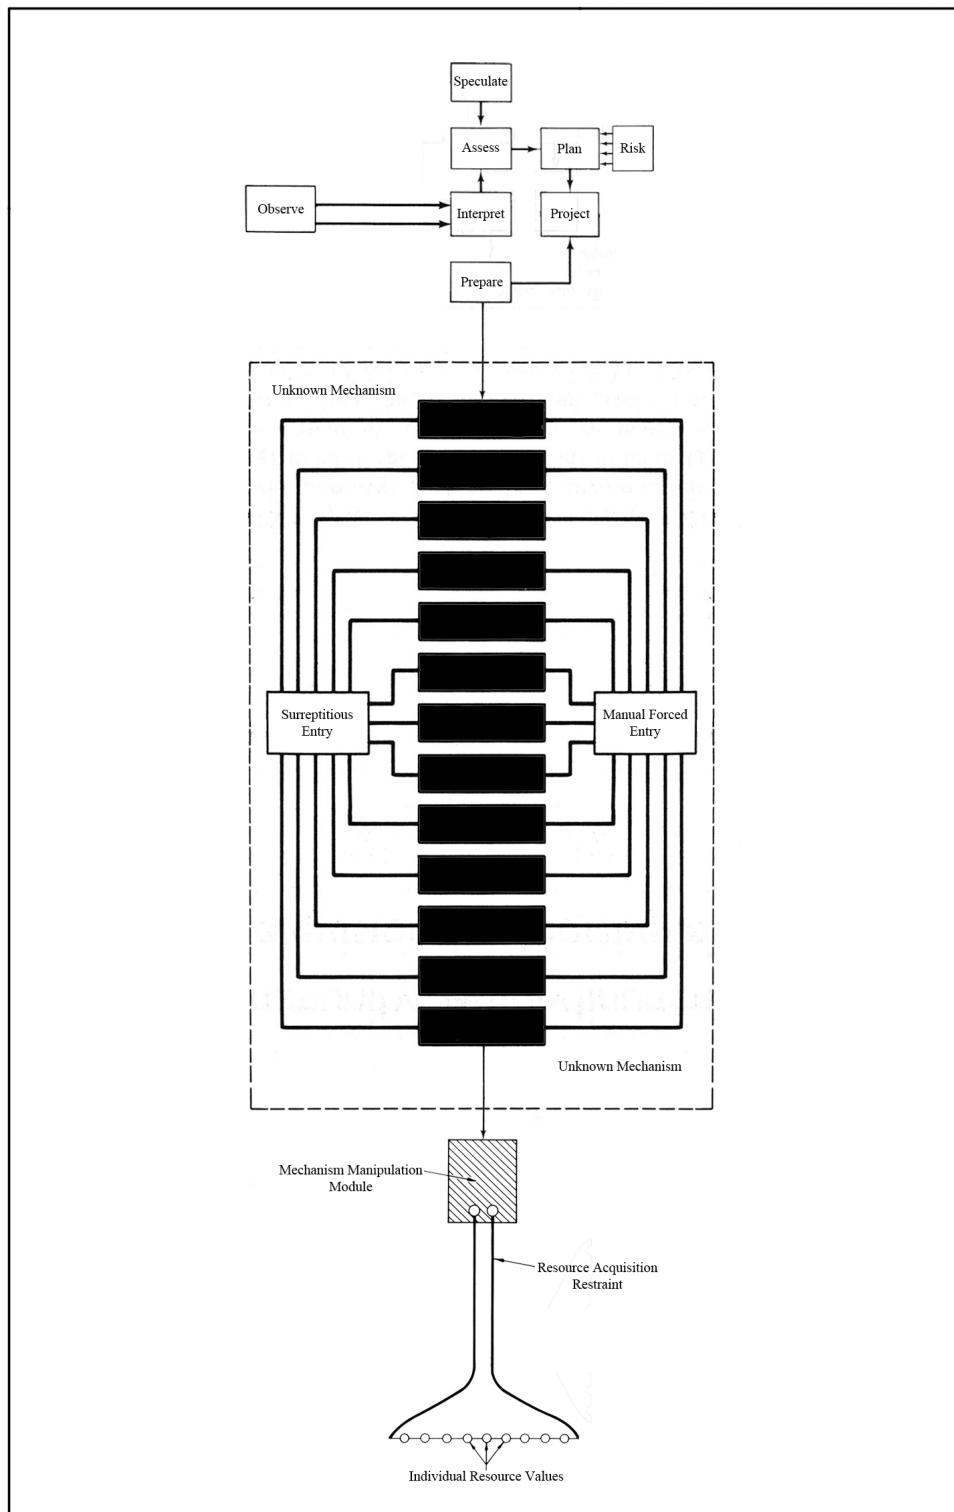 Speculate
Assess
Plan
Risk
Observe
Interpret
Project
Prepare
Unknown Mechanism
Surreptitious
Entry
Manual Forced
Entry
Unknown Mechanism
Mechanism Manipulation
Module
Resource Acquisition
Restraint
Individual Resource Values